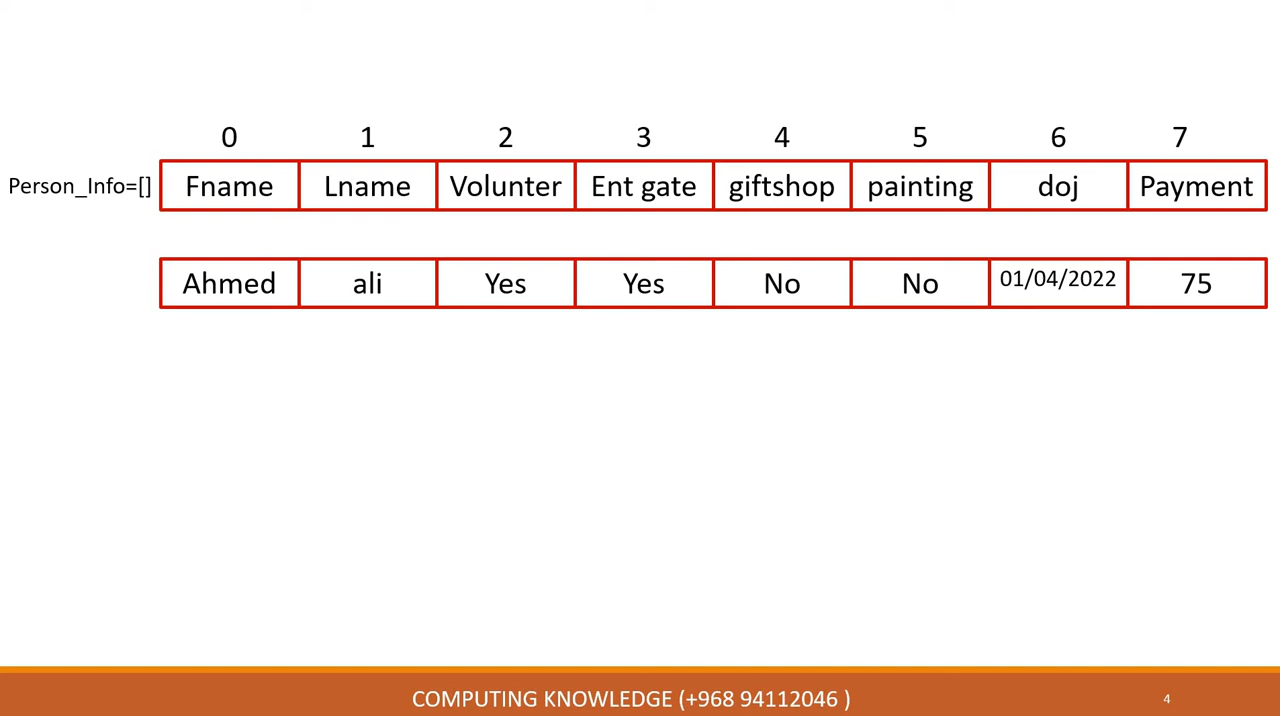 0 1 2 3 4 5 6 7
Person_Info=[] Fname Lname Volunter Ent gate giftshop painting doj Payment
Ahmed ali Yes Yes No No 01/04/2022 75
COMPUTING KNOWLEDGE (+968 94112046 ) 4